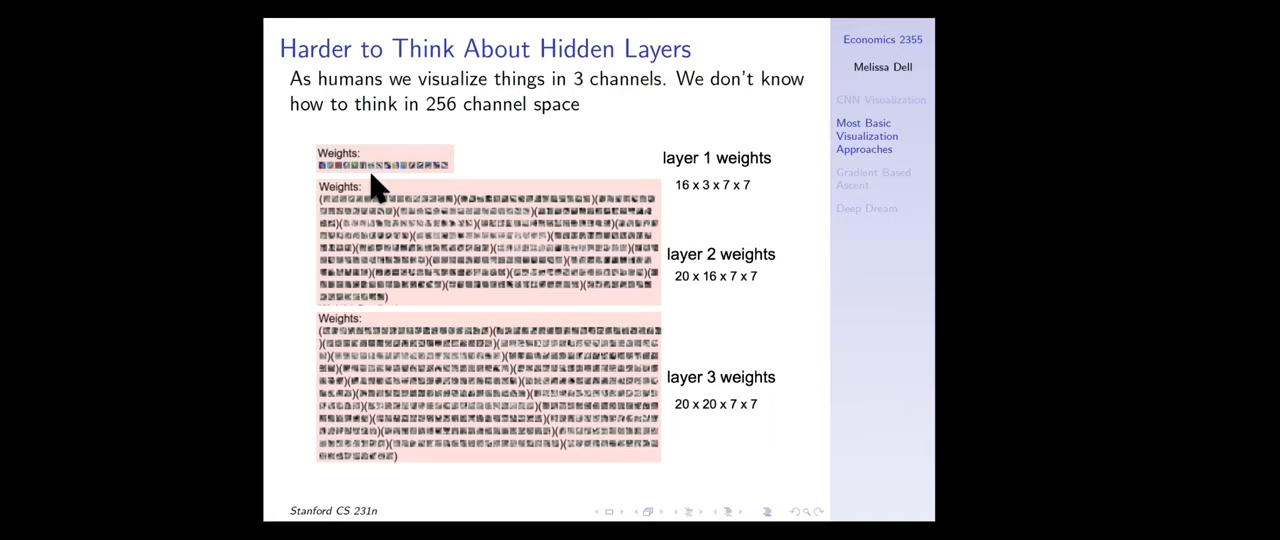 Harder to Think About Hidden Layers
As humans we visualize things in 3 channels. We don't know
how to think in 256 channel space
Weights:
layer 1 weights
16 x 3 x 7 x 7
Weights:
layer 2 weights
20 x 16 x 7 x 7
Weights:
layer 3 weights
20 x 20 x 7 x 7
Stanford CS 231n
Economics 2355
Melissa Dell
CNN Visualization
Most Basic
Visualization
Approaches
Gradient Based
Ascent
Deep Dream